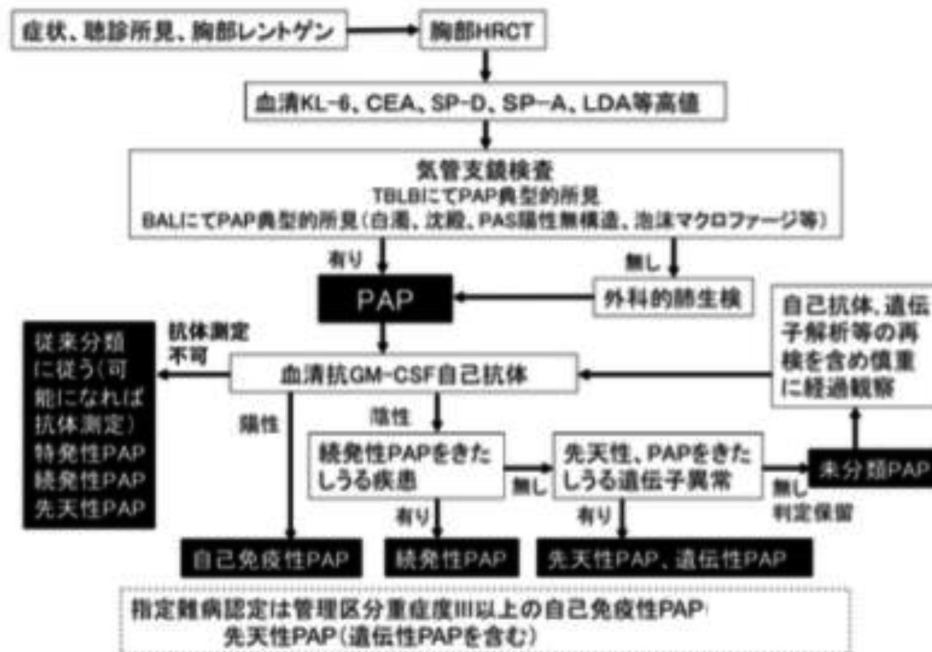 症状、聴診所見、胸部レントゲン
胸部HRCT
血清KL-6、CEA、SP-D、SP-A、LDA等高値
気管支鏡検査
TBLBにてPAP典型的所見
BALにてPAP典型的所見(白濁、沈殿、PAS陽性無構造、泡沫マクロファージ等)
有り
無し
PAP
外科的肺生検
自己抗体、遺伝
子解析等の再
検を含め慎重
に経過観察
従来分類
に従う(可
能になれば
抗体測定)
特発性PAP
続発性PAP
先天性PAP
抗体測定
不可
血清抗GM-CSF自己抗体
陽性
陰性
続発性PAPをきた
しうる疾患
無し
先天性、PAPをきた
しうる遺伝子異常
無し
判定保留
未分類PAP
有り
有り
自己免疫性PAP
続発性PAP
先天性PAP、遺伝性PAP
指定難病認定は管理区分重症度III以上の自己免疫性PAP
先天性PAP(遺伝性PAPを含む)